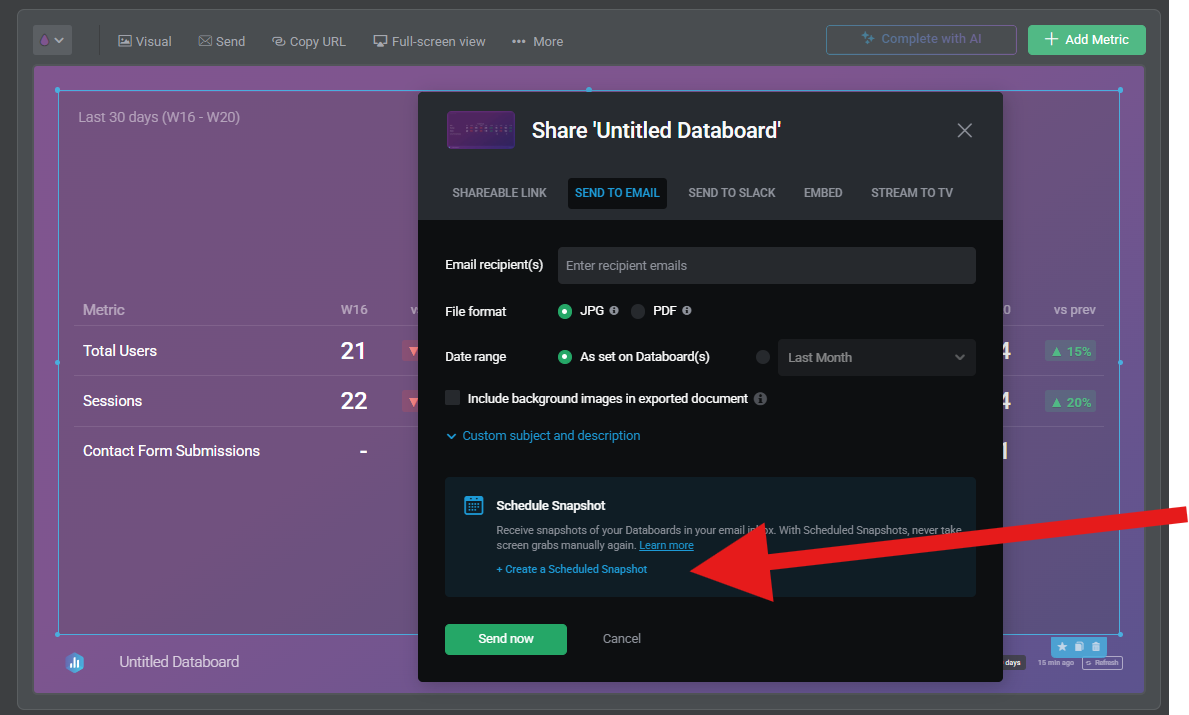 Visual
Send
Copy URL
Full-screen view
More
Complete with AI
Add Metric
Last 30 days (W16 - W20)
Share 'Untitled Databoard'
SHAREABLE LINK
SEND TO EMAIL
SEND TO SLACK
EMBED
STREAM TO TV
Email recipient(s)
Enter recipient emails
File format
JPG
PDF
Date range
As set on Databoard(s)
Last Month
Include background images in exported document
Custom subject and description
Schedule Snapshot
Receive snapshots of your Databoards in your email inbox. With Scheduled Snapshots, never take
screen grabs manually again. Learn more
+ Create a Scheduled Snapshot
Send now
Cancel
Metric W16 vs prev
Total Users 21 ▼ 4 ▲ 15%
Sessions 22 ▼ 4 ▲ 20%
Contact Form Submissions - 1
Untitled Databoard
days
15 min ago
Refresh